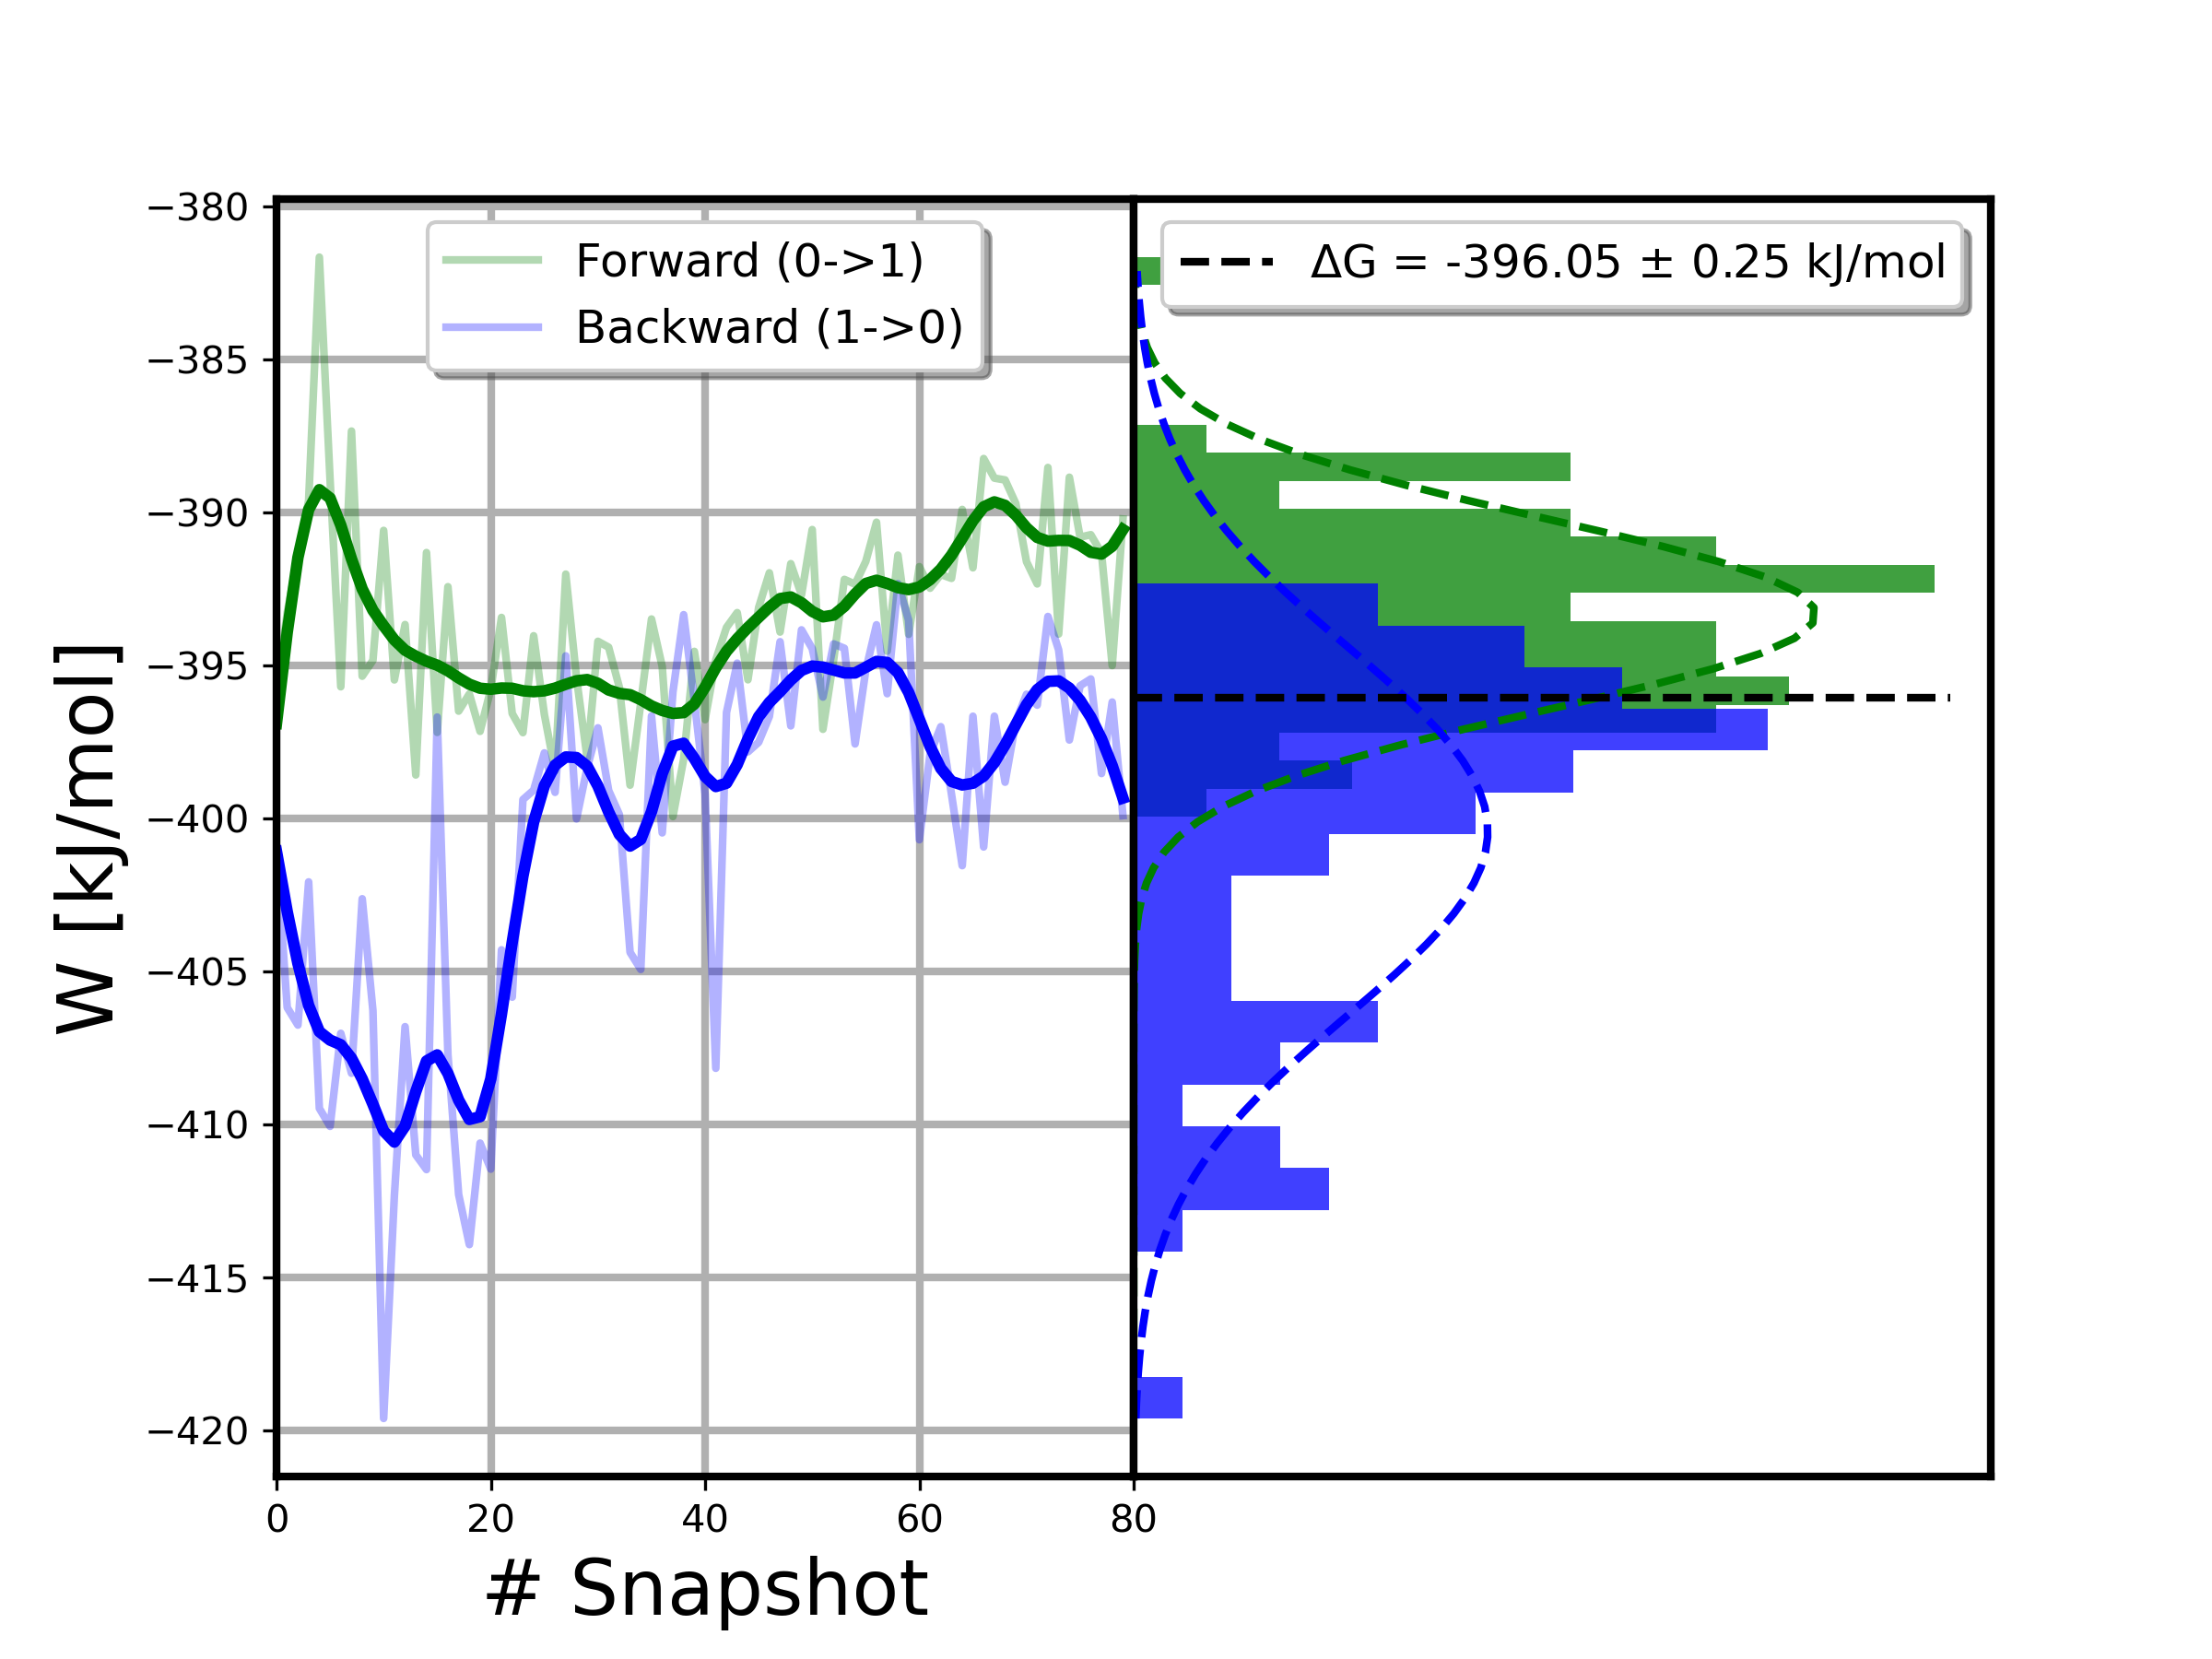 −380
−385
−390
−395
−400
−405
−410
−415
−420
W [kJ/mol]
0 20 40 60 80
# Snapshot
Forward (0->1)
Backward (1->0)
ΔG = -396.05 ± 0.25 kJ/mol